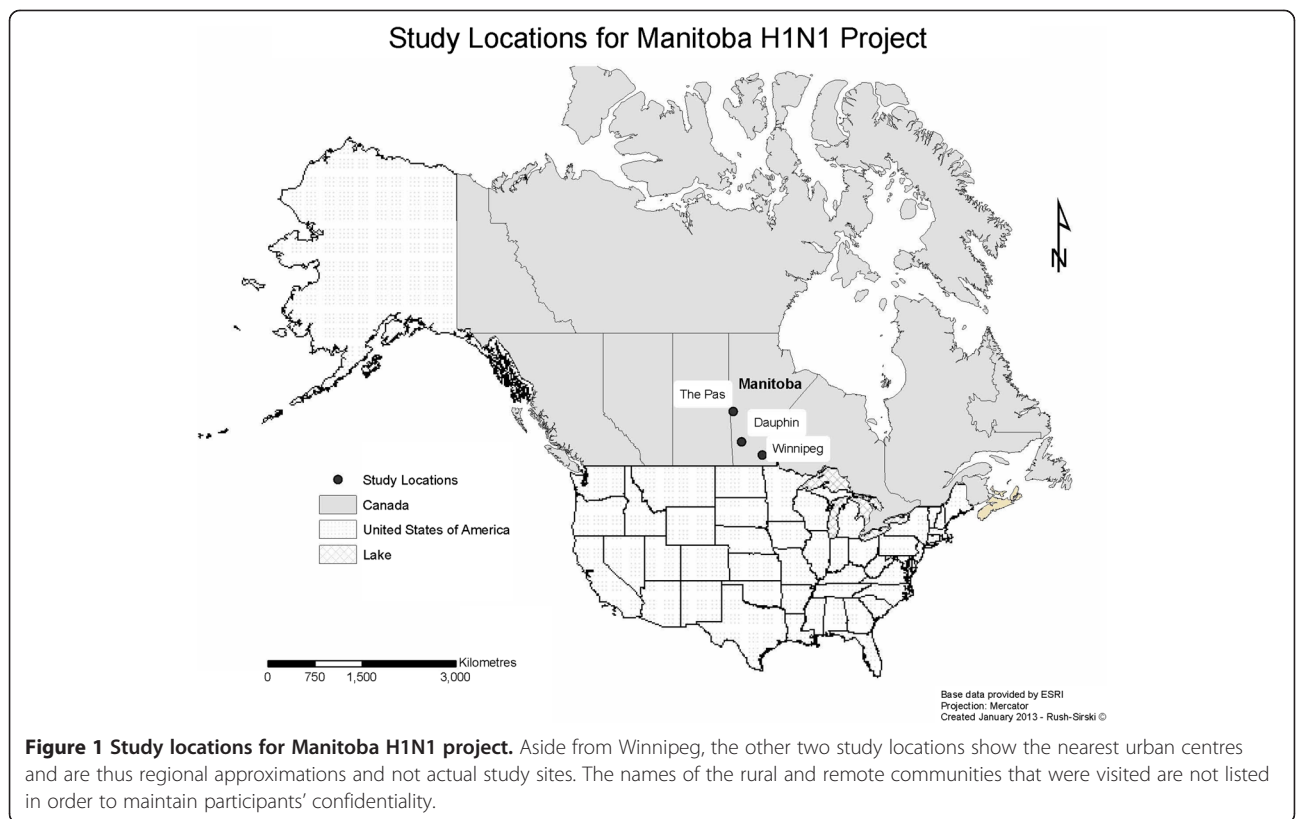 Study Locations for Manitoba H1N1 Project
N
Manitoba
The Pas
Dauphin
Winnipeg
Study Locations
Canada
United States of America
Lake
Kilometres
0 750 1,500 3,000
Base data provided by ESRI
Projection: Mercator
Created January 2013 - Rush-Sirski ©
Figure 1 Study locations for Manitoba H1N1 project. Aside from Winnipeg, the other two study locations show the nearest urban centres
and are thus regional approximations and not actual study sites. The names of the rural and remote communities that were visited are not listed
in order to maintain participants’ confidentiality.